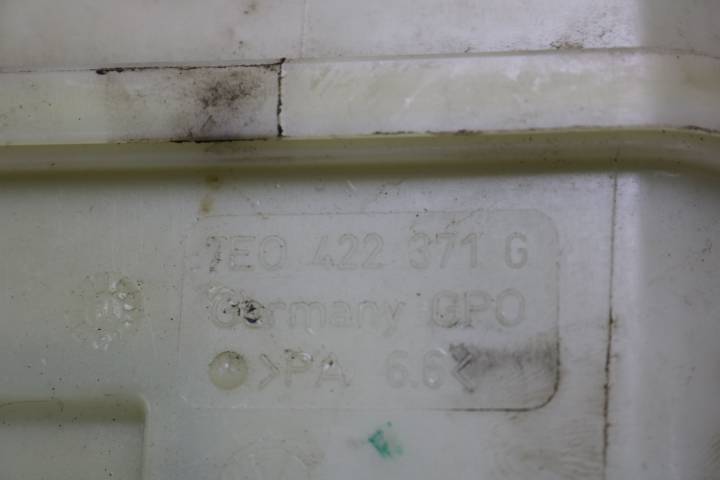 7E0 422 371 G
Germany GPO
>PA 6.6<